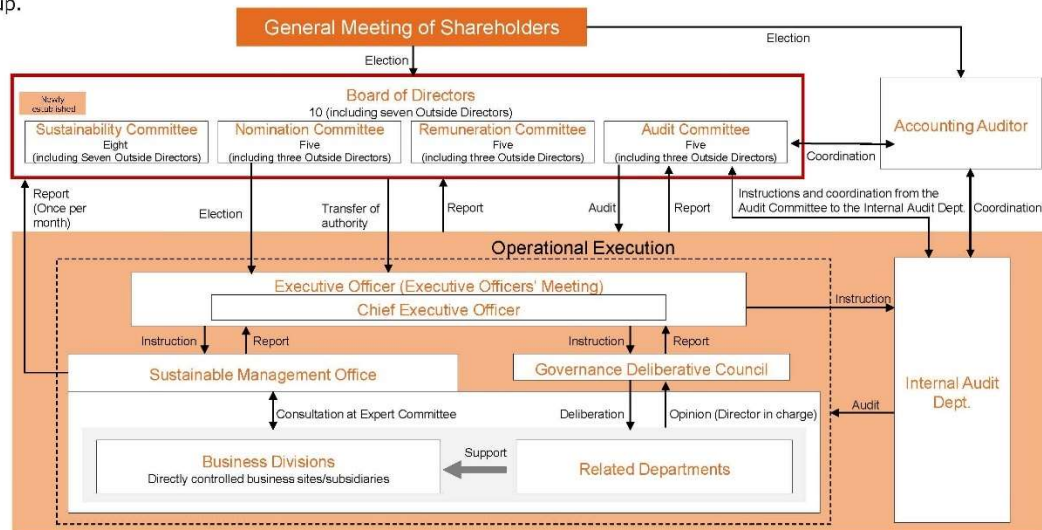 up.
General Meeting of Shareholders
Election
Election
Newly
established
Board of Directors
10 (including seven Outside Directors)
Sustainability Committee
Eight
(including Seven Outside Directors)
Nomination Committee
Five
(including three Outside Directors)
Remuneration Committee
Five
(including three Outside Directors)
Audit Committee
Five
(including three Outside Directors)
Accounting Auditor
Coordination
Report
(Once per
month)
Election
Transfer of
authority
Report
Audit
Report
Instructions and coordination from the
Audit Committee to the Internal Audit Dept.
Coordination
Operational Execution
Executive Officer (Executive Officers' Meeting)
Chief Executive Officer
Instruction
Instruction
Report
Instruction
Report
Sustainable Management Office
Governance Deliberative Council
Internal Audit
Dept.
Consultation at Expert Committee
Deliberation
Opinion (Director in charge)
Audit
Business Divisions
Directly controlled business sites/subsidiaries
Support
Related Departments